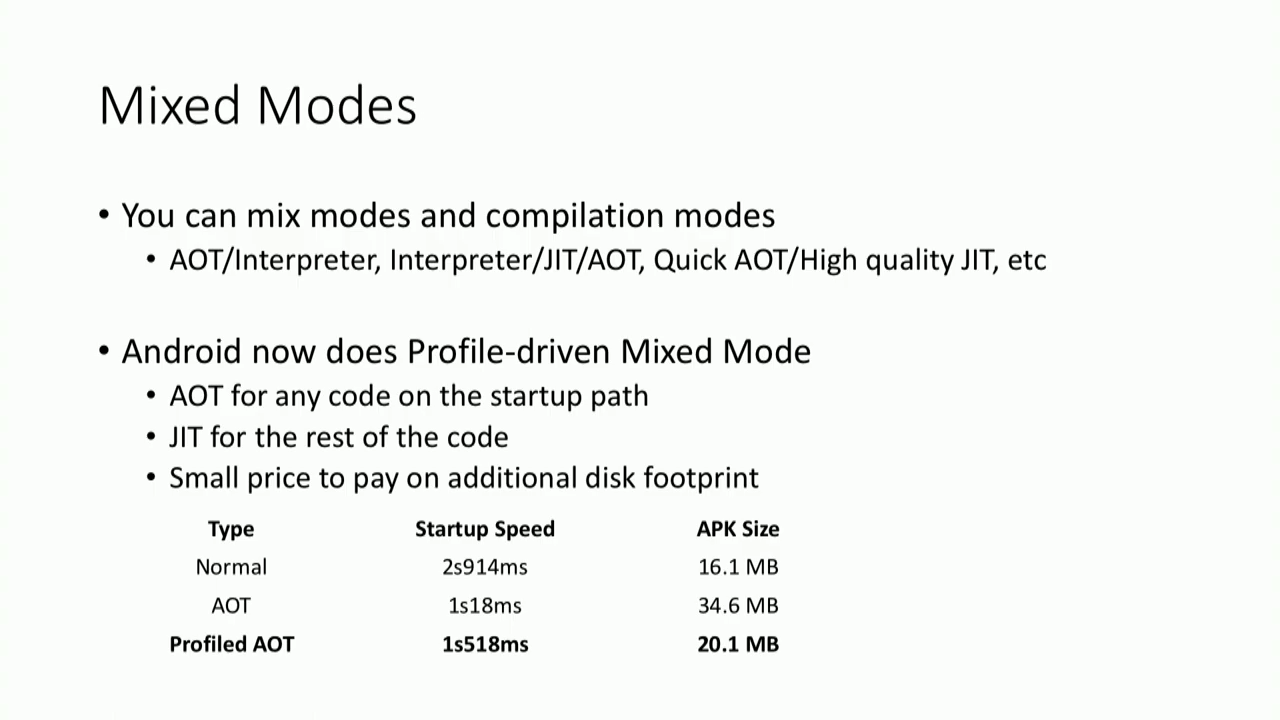 Mixed Modes
• You can mix modes and compilation modes
• AOT/Interpreter, Interpreter/JIT/AOT, Quick AOT/High quality JIT, etc
• Android now does Profile-driven Mixed Mode
• AOT for any code on the startup path
• JIT for the rest of the code
• Small price to pay on additional disk footprint
Type Startup Speed APK Size
Normal 2s914ms 16.1 MB
AOT 1s18ms 34.6 MB
Profiled AOT 1s518ms 20.1 MB